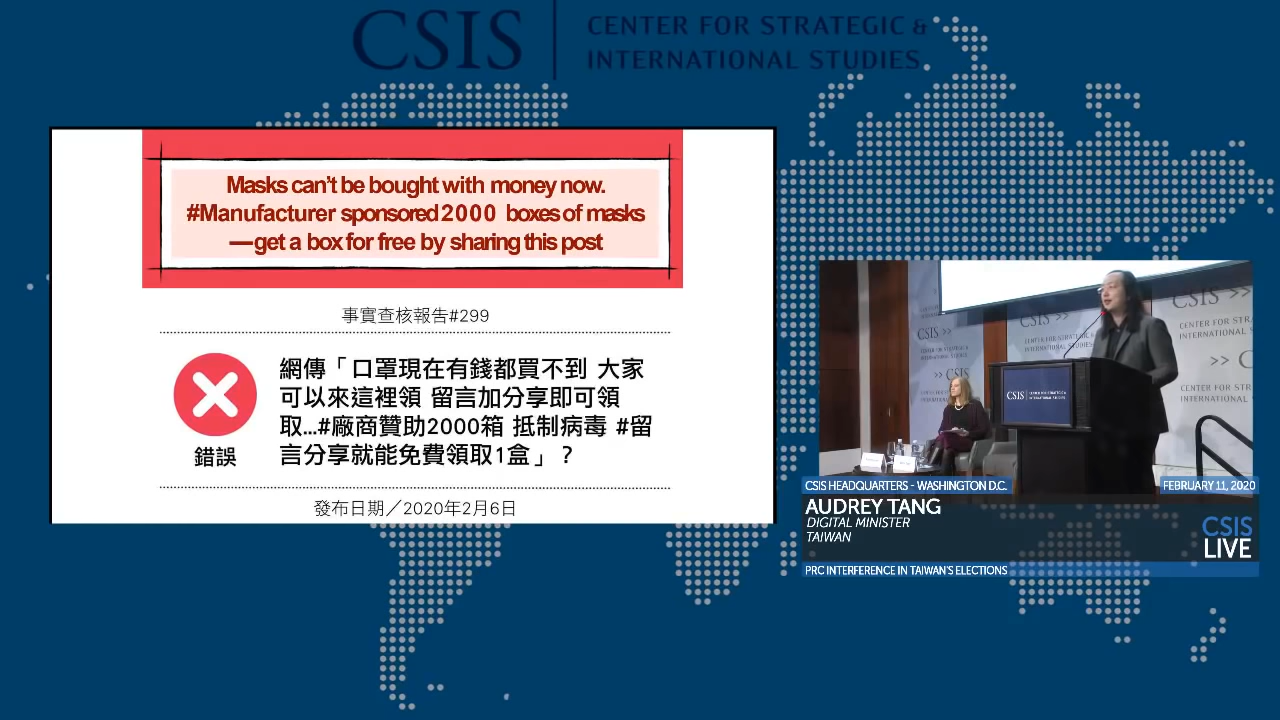 CSIS
CENTER FOR STRATEGIC &
INTERNATIONAL STUDIES
Masks can't be bought with money now.
#Manufacturer sponsored 2000 boxes of masks
—get a box for free by sharing this post
事實查核報告#299
錯誤
網傳「口罩現在有錢都買不到 大家
可以來這裡領 留言加分享即可領
取...#廠商贊助2000箱 抵制病毒 #留
言分享就能免費領取1盒」？
發布日期／2020年2月6日
CSIS
CSIS
CSIS HEADQUARTERS - WASHINGTON D.C.
FEBRUARY 11, 2020
AUDREY TANG
DIGITAL MINISTER
TAIWAN
CSIS
LIVE
PRC INTERFERENCE IN TAIWAN'S ELECTIONS